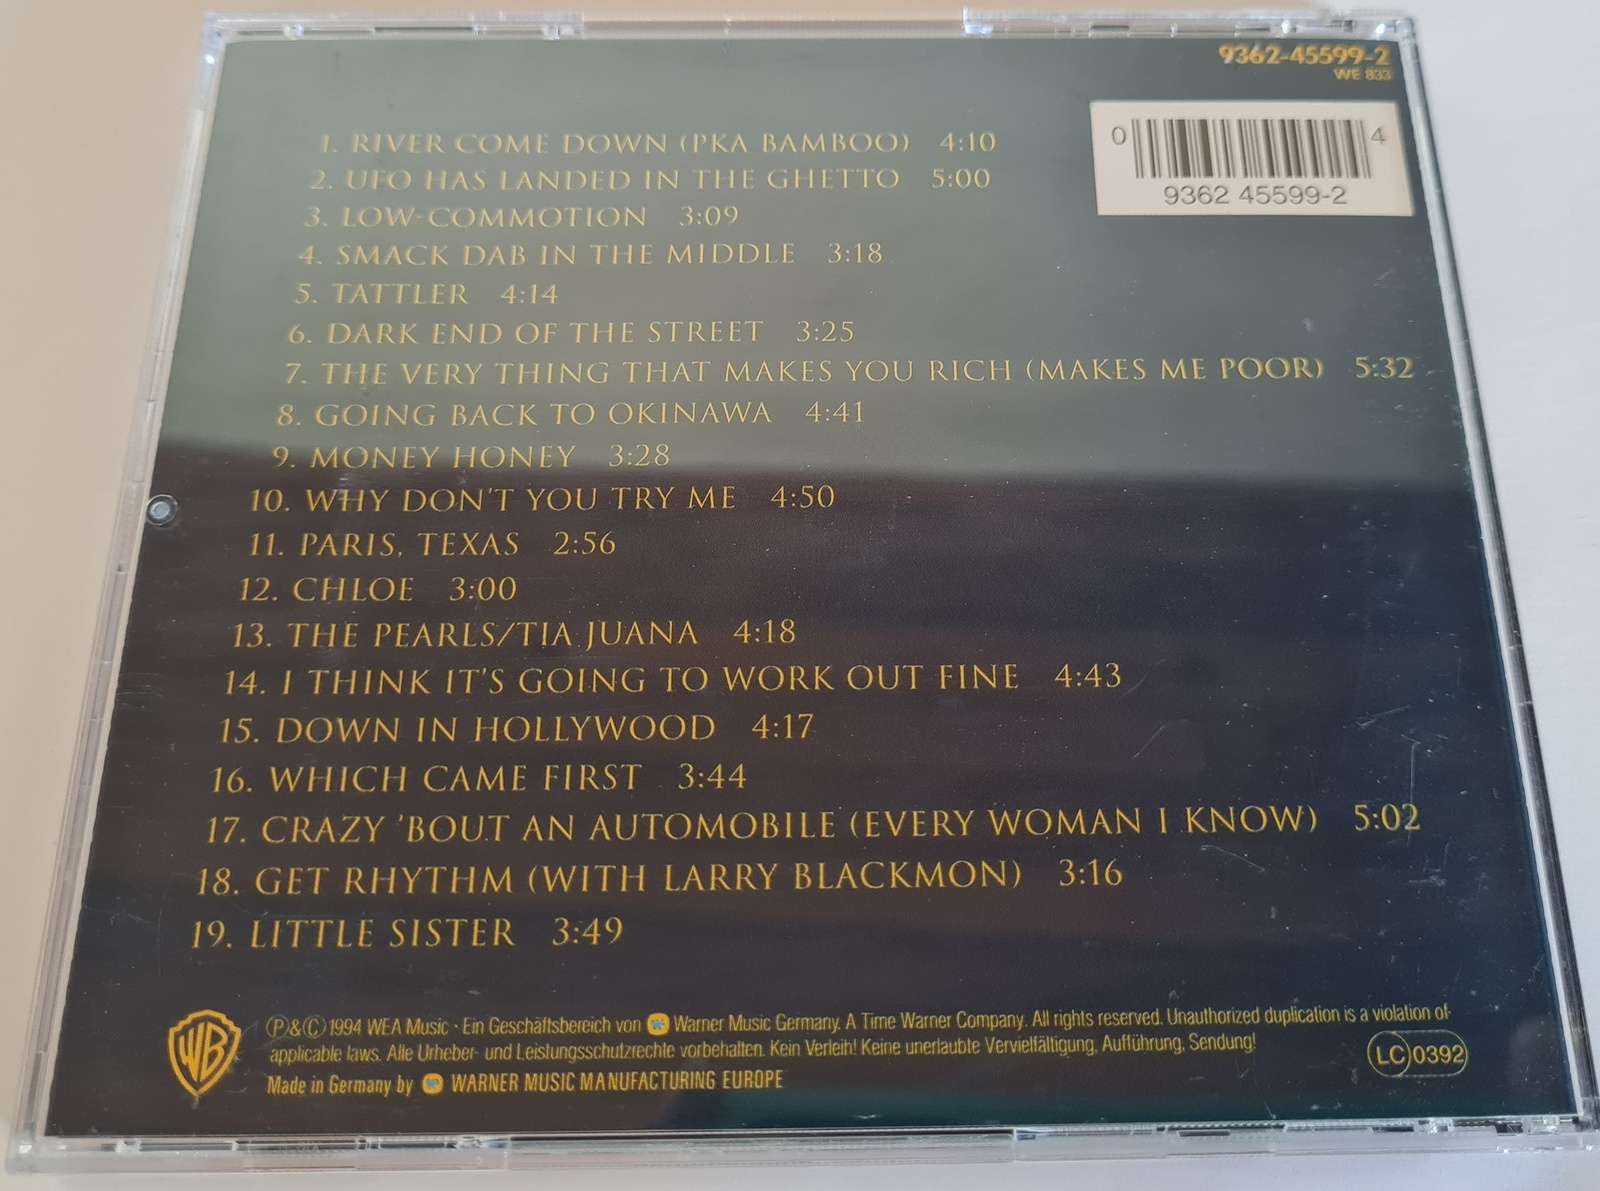 9362-45599-2
WE 833
0 4
9362 45599-2
1. RIVER COME DOWN (PKA BAMBOO) 4:10
2. UFO HAS LANDED IN THE GHETTO 5:00
3. LOW-COMMOTION 3:09
4. SMACK DAB IN THE MIDDLE 3:18
5. TATTLER 4:14
6. DARK END OF THE STREET 3:25
7. THE VERY THING THAT MAKES YOU RICH (MAKES ME POOR) 5:32
8. GOING BACK TO OKINAWA 4:41
9. MONEY HONEY 3:28
10. WHY DON'T YOU TRY ME 4:50
11. PARIS, TEXAS 2:56
12. CHLOE 3:00
13. THE PEARLS/TIA JUANA 4:18
14. I THINK IT'S GOING TO WORK OUT FINE 4:43
15. DOWN IN HOLLYWOOD 4:17
16. WHICH CAME FIRST 3:44
17. CRAZY 'BOUT AN AUTOMOBILE (EVERY WOMAN I KNOW) 5:02
18. GET RHYTHM (WITH LARRY BLACKMON) 3:16
19. LITTLE SISTER 3:49
WB
Ⓟ&Ⓒ 1994 WEA Music · Ein Geschäftsbereich von Warner Music Germany. A Time Warner Company. All rights reserved. Unauthorized duplication is a violation of
applicable laws. Alle Urheber- und Leistungsschutzrechte vorbehalten. Kein Verleih! Keine unerlaubte Vervielfältigung, Aufführung, Sendung!
LC 0392
Made in Germany by WARNER MUSIC MANUFACTURING EUROPE